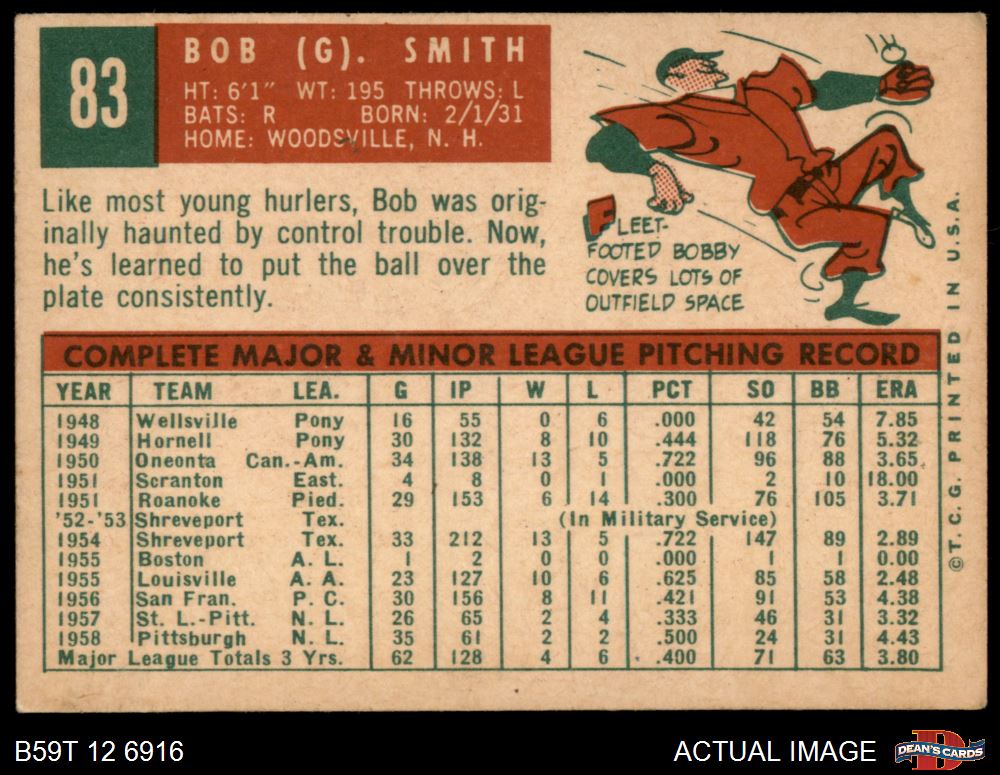 83
BOB (G). SMITH
HT: 6'1" WT: 195 THROWS: L
BATS: R BORN: 2/1/31
HOME: WOODSVILLE, N. H.
Like most young hurlers, Bob was orig-
inally haunted by control trouble. Now,
he's learned to put the ball over the
plate consistently.
FLEET-
FOOTED BOBBY
COVERS LOTS OF
OUTFIELD SPACE
COMPLETE MAJOR & MINOR LEAGUE PITCHING RECORD
YEAR TEAM LEA. G IP W L PCT SO BB ERA
1948 Wellsville Pony 16 55 0 6 .000 42 54 7.85
1949 Hornell Pony 30 132 8 10 .444 118 76 5.32
1950 Oneonta Can.-Am. 34 138 13 5 .722 96 88 3.65
1951 Scranton East. 4 8 0 1 .000 2 10 18.00
1951 Roanoke Pied. 29 153 6 14 .300 76 105 3.71
'52-'53 Shreveport Tex. (In Military Service)
1954 Shreveport Tex. 33 212 13 5 .722 147 89 2.89
1955 Boston A. L. 1 2 0 0 .000 1 1 0.00
1955 Louisville A. A. 23 127 10 6 .625 85 58 2.48
1956 San Fran. P. C. 30 156 8 11 .421 91 53 4.38
1957 St. L.-Pitt. N. L. 26 65 2 4 .333 46 31 3.32
1958 Pittsburgh N. L. 35 61 2 2 .500 24 31 4.43
Major League Totals 3 Yrs. 62 128 4 6 .400 71 63 3.80
©T. C. G. PRINTED IN U.S.A.
B59T 12 6916
ACTUAL IMAGE
DEAN'S CARDS